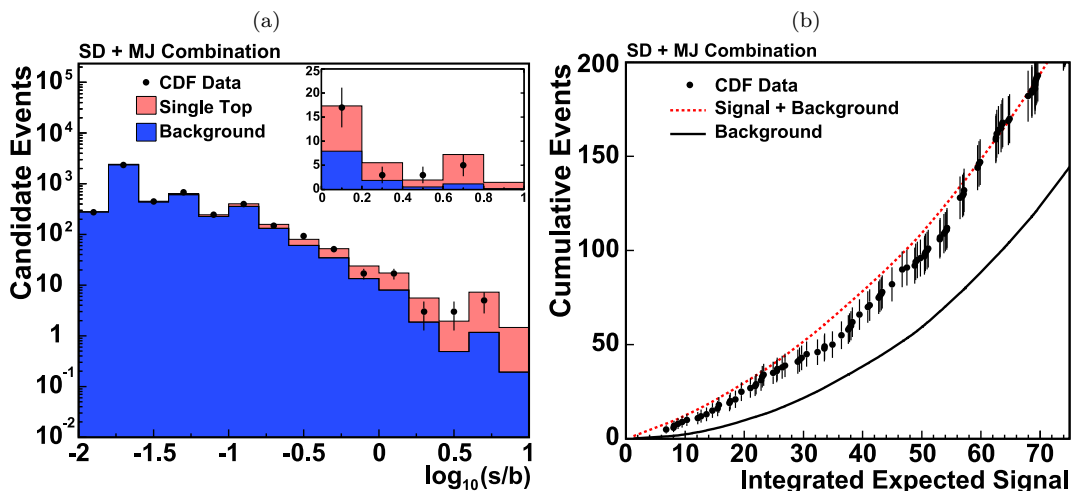 (a)
SD + MJ Combination
CDF Data
Single Top
Background
Candidate Events
10^5
10^4
10^3
10^2
10
1
10^-1
10^-2
-2 -1.5 -1 -0.5 0 0.5 1
log10(s/b)
25
20
15
10
5
0
0 0.2 0.4 0.6 0.8 1
(b)
SD + MJ Combination
CDF Data
Signal + Background
Background
Cumulative Events
200
150
100
50
0
0 10 20 30 40 50 60 70
Integrated Expected Signal